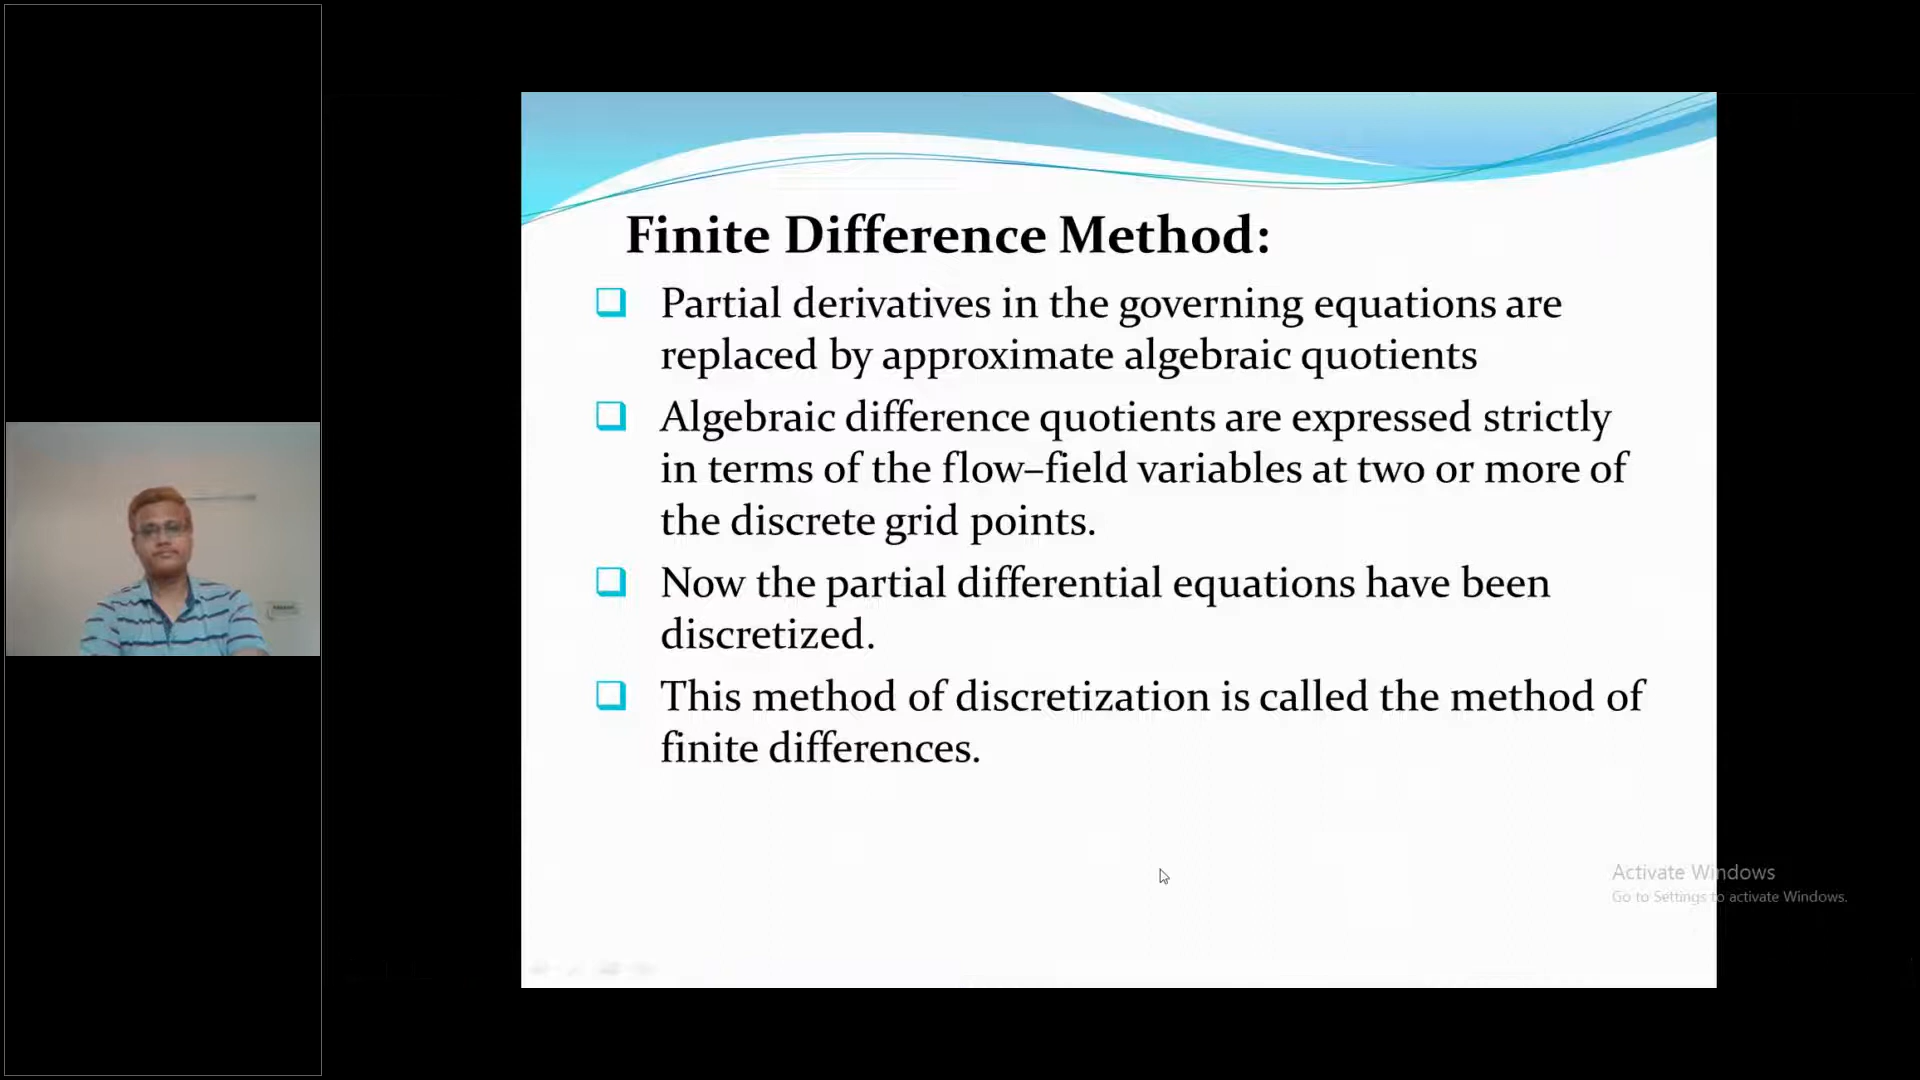 Finite Difference Method:
Partial derivatives in the governing equations are
replaced by approximate algebraic quotients
Algebraic difference quotients are expressed strictly
in terms of the flow–field variables at two or more of
the discrete grid points.
Now the partial differential equations have been
discretized.
This method of discretization is called the method of
finite differences.
Activate Windows
Go to Settings to activate Windows.